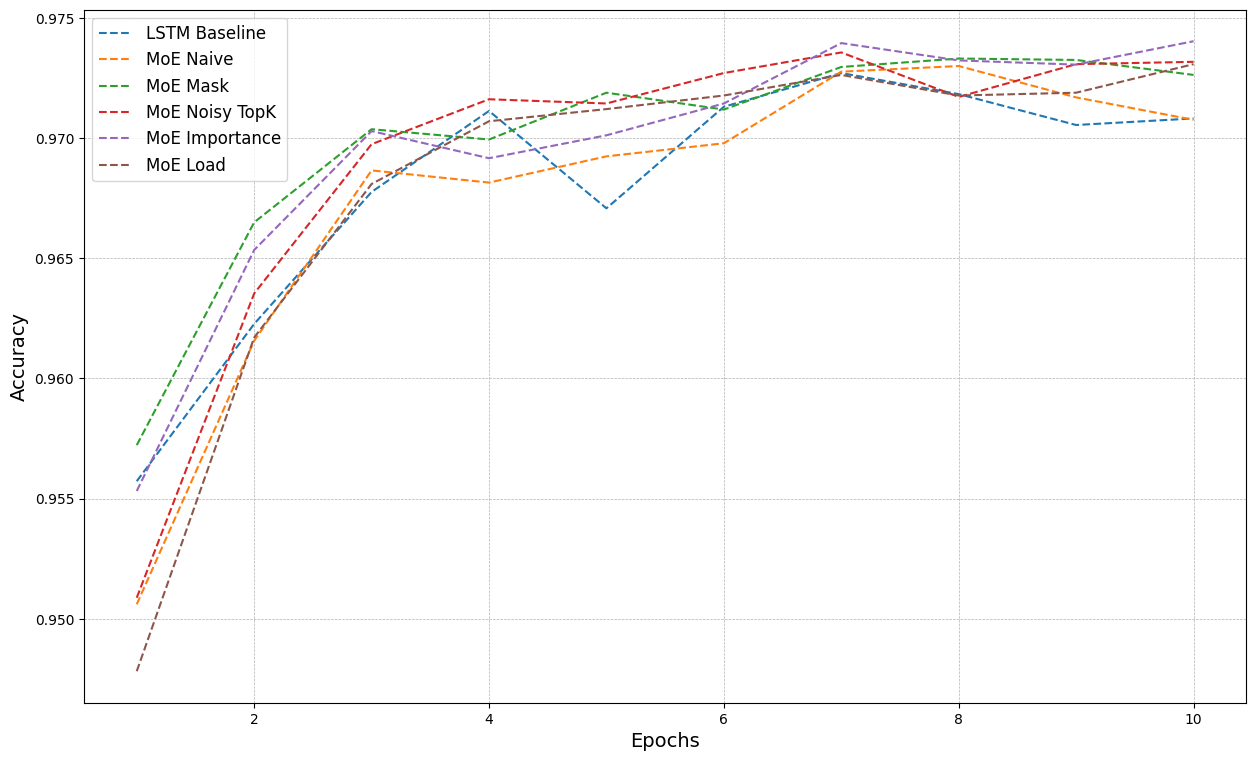 0.975
0.970
0.965
0.960
0.955
0.950
Accuracy
LSTM Baseline
MoE Naive
MoE Mask
MoE Noisy TopK
MoE Importance
MoE Load
2
4
6
8
10
Epochs